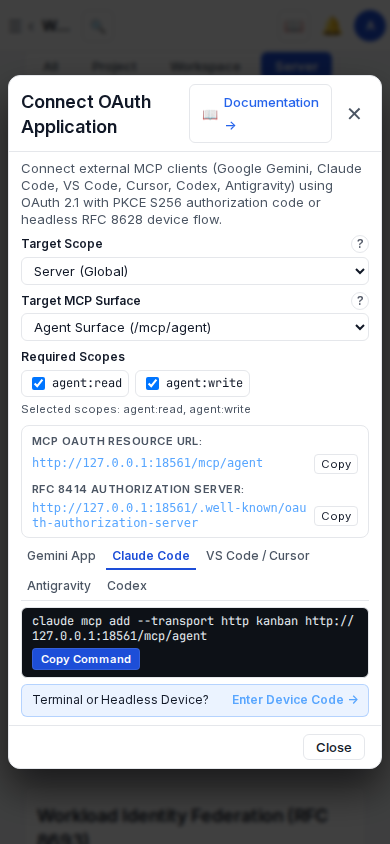 W...
All Project Workspace Server
Connect OAuth
Application
Documentation
→
Connect external MCP clients (Google Gemini, Claude
Code, VS Code, Cursor, Codex, Antigravity) using
OAuth 2.1 with PKCE S256 authorization code or
headless RFC 8628 device flow.
Target Scope
?
Server (Global)
Target MCP Surface
?
Agent Surface (/mcp/agent)
Required Scopes
agent:read agent:write
Selected scopes: agent:read, agent:write
MCP OAUTH RESOURCE URL:
http://127.0.0.1:18561/mcp/agent
Copy
RFC 8414 AUTHORIZATION SERVER:
http://127.0.0.1:18561/.well-known/oau
th-authorization-server
Copy
Gemini App Claude Code VS Code / Cursor
Antigravity Codex
claude mcp add --transport http kanban http://
127.0.0.1:18561/mcp/agent
Copy Command
Terminal or Headless Device? Enter Device Code →
Close
Workload Identity Federation (RFC
8693)